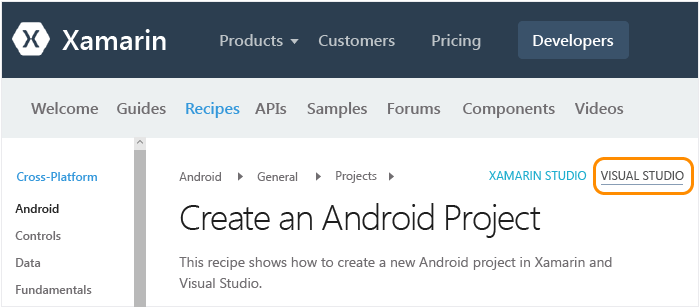 Xamarin Products Customers Pricing Developers
Welcome Guides Recipes APIs Samples Forums Components Videos
Cross-Platform
Android
Controls
Data
Fundamentals
Android General Projects XAMARIN STUDIO VISUAL STUDIO
Create an Android Project
This recipe shows how to create a new Android project in Xamarin and
Visual Studio.